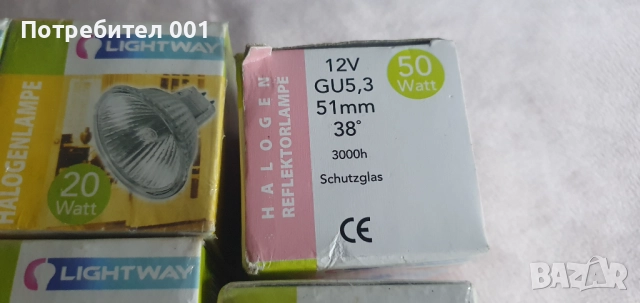 Потребител 001
LIGHTWAY
HALOGENLAMPE
20
Watt
HALOGEN
REFLEKTORLAMPE
12V
GU5,3
51mm
38°
3000h
Schutzglas
CE
50
Watt
LIGHTWAY
BAZAR